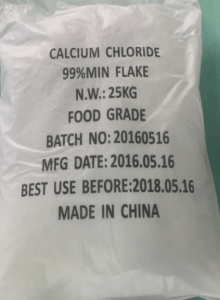 CALCIUM CHLORIDE
99%MIN FLAKE
N.W.: 25KG
FOOD GRADE
BATCH NO: 20160516
MFG DATE: 2016.05.16
BEST USE BEFORE:2018.05.16
MADE IN CHINA